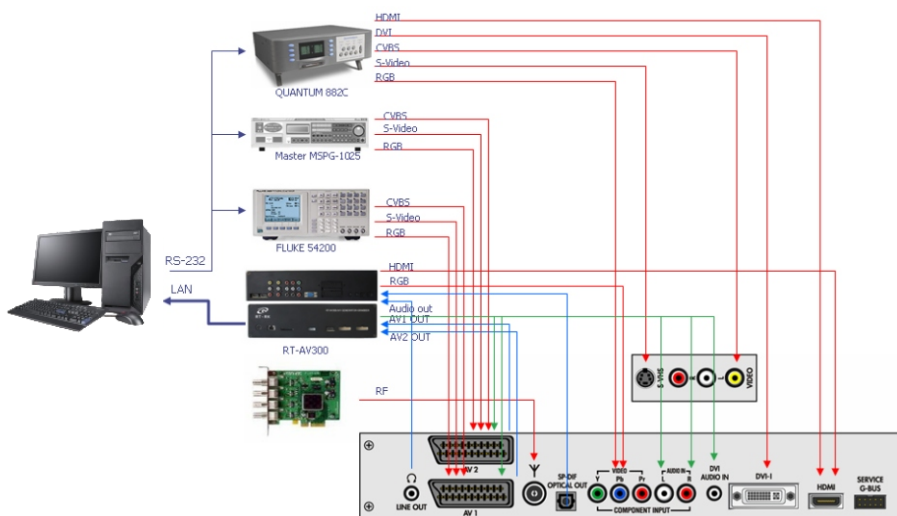 HDMI
DVI
CVBS
S-Video
RGB
QUANTUM 882C
CVBS
S-Video
RGB
Master MSPG-1025
CVBS
S-Video
RGB
FLUKE 54200
RS-232
LAN
HDMI
RGB
Audio out
AV1 OUT
AV2 OUT
RT-AV300
RF
S-VHS
R
L
VIDEO
AV 2
LINE OUT
AV 1
SP-DIF
OPTICAL OUT
VIDEO
Y
Pb
Pr
AUDIO IN
L
R
COMPONENT INPUT
DVI
AUDIO IN
DVI-I
HDMI
SERVICE
G-BUS